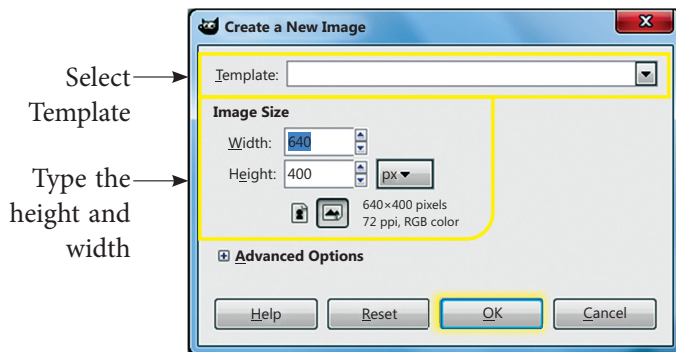 Create a New Image
Select
Template
Template:
Image Size
Width: 640
Height: 400 px
Type the
height and
width
640×400 pixels
72 ppi, RGB color
Advanced Options
Help Reset OK Cancel